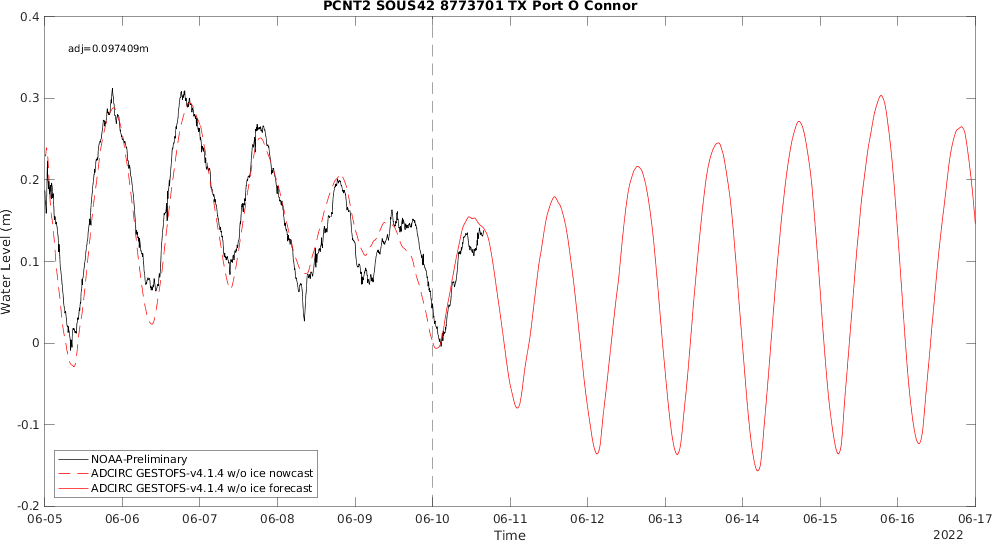 PCNT2 SOUS42 8773701 TX Port O Connor
adj=0.097409m
0.4
0.3
0.2
0.1
0
-0.1
-0.2
Water Level (m)
NOAA-Preliminary
ADCIRC GESTOFS-v4.1.4 w/o ice nowcast
ADCIRC GESTOFS-v4.1.4 w/o ice forecast
06-05 06-06 06-07 06-08 06-09 06-10 06-11 06-12 06-13 06-14 06-15 06-16 06-17
Time
2022